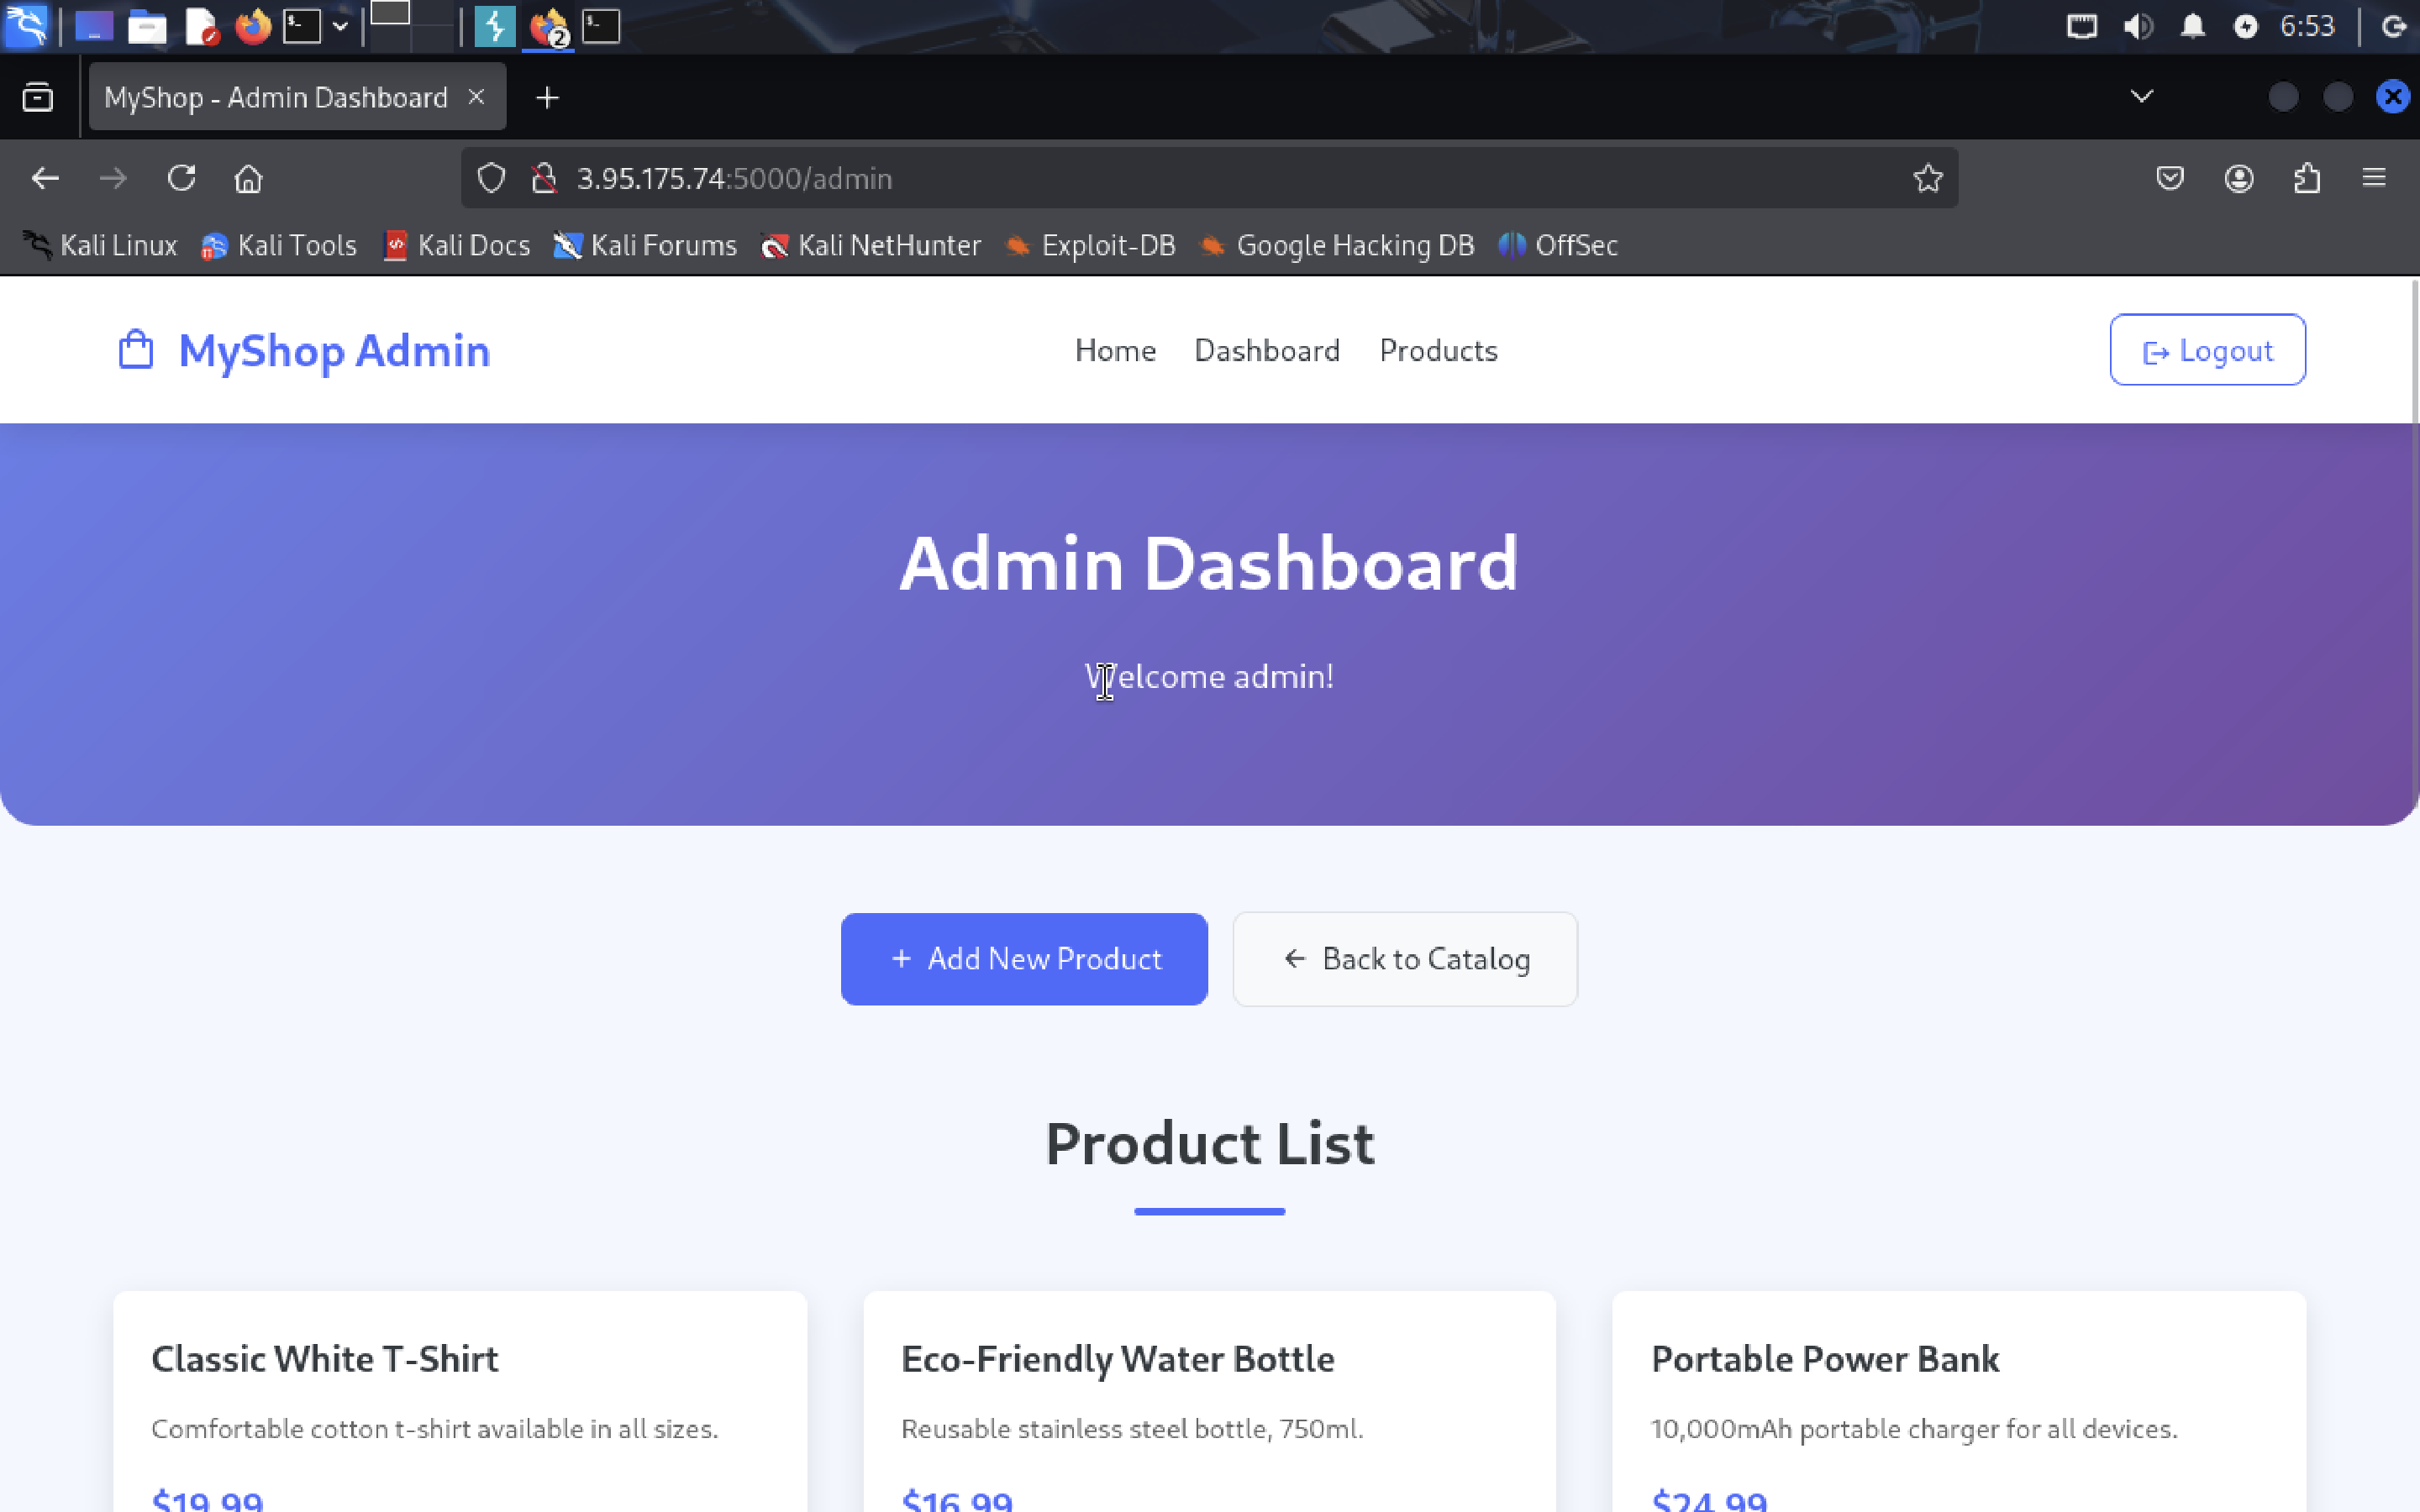 2 $- 6:53
MyShop - Admin Dashboard
3.95.175.74:5000/admin
Kali Linux Kali Tools Kali Docs Kali Forums Kali NetHunter Exploit-DB Google Hacking DB OffSec
MyShop Admin Home Dashboard Products Logout
Admin Dashboard
Welcome admin!
+ Add New Product ← Back to Catalog
Product List
Classic White T-Shirt Eco-Friendly Water Bottle Portable Power Bank
Comfortable cotton t-shirt available in all sizes. Reusable stainless steel bottle, 750ml. 10,000mAh portable charger for all devices.
$19.99 $16.99 $24.99